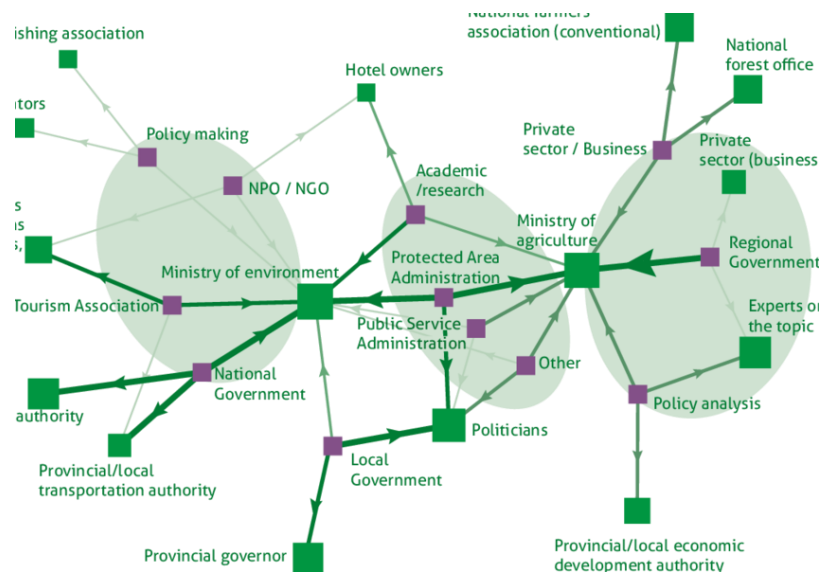 National farmers
association (conventional)
ishing association
National
forest office
Hotel owners
ators
Policy making
Private
sector / Business
Private
sector (business
NPO / NGO
Academic
/research
s
ns
s,
Ministry of
agriculture
Regional
Government
Ministry of environment
Protected Area
Administration
Tourism Association
Public Service
Administration
Experts or
the topic
Other
National
Government
authority
Policy analysis
Politicians
Provincial/local
transportation authority
Local
Government
Provincial governor
Provincial/local economic
development authority